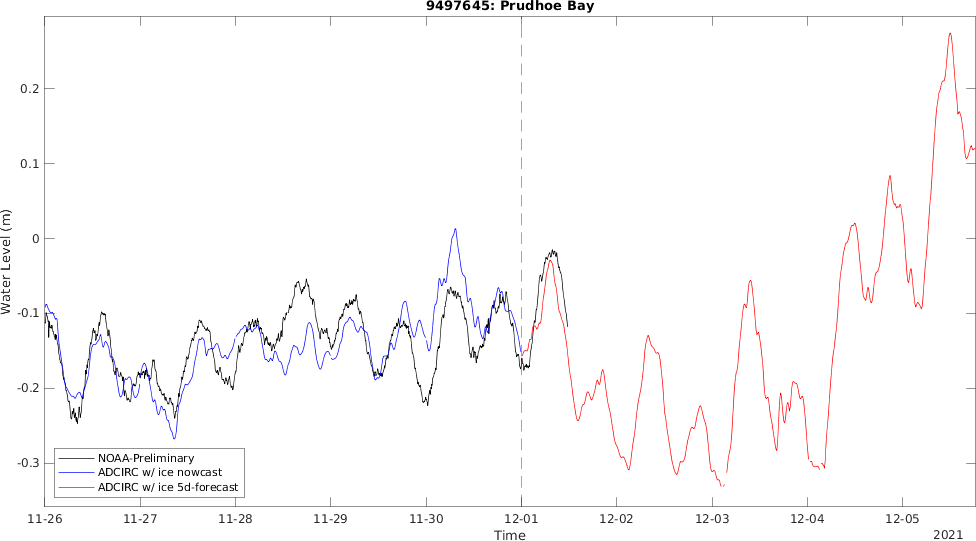 9497645: Prudhoe Bay
Water Level (m)
0.2
0.1
0
-0.1
-0.2
-0.3
NOAA-Preliminary
ADCIRC w/ ice nowcast
ADCIRC w/ ice 5d-forecast
11-26 11-27 11-28 11-29 11-30 12-01 12-02 12-03 12-04 12-05
Time
2021